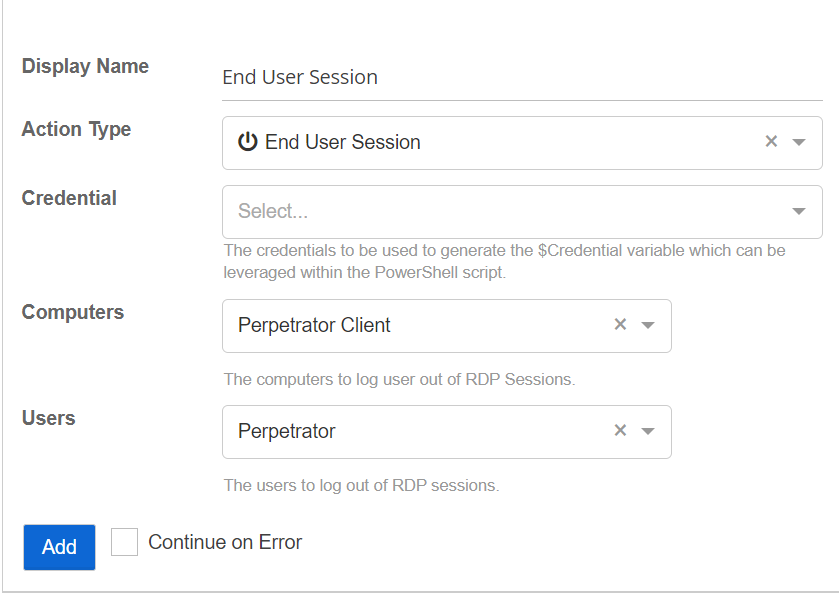 Display Name
End User Session
Action Type
End User Session
Credential
Select...
The credentials to be used to generate the $Credential variable which can be
leveraged within the PowerShell script.
Computers
Perpetrator Client
The computers to log user out of RDP Sessions.
Users
Perpetrator
The users to log out of RDP sessions.
Add
Continue on Error